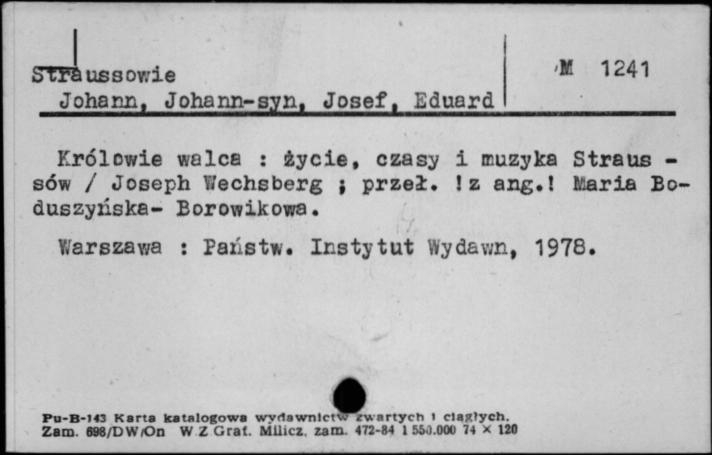 Straussowie
M 1241
Johann, Johann-syn, Josef, Eduard
Królowie walca : życie, czasy i muzyka Straus -
sów / Joseph Wechsberg ; przeł. !z ang.! Maria Bo-
duszyńska- Borowikowa.
Warszawa : Państw. Instytut Wydawn, 1978.
Pu-B-143 Karta katalogowa wydawnictw zwartych i ciągłych.
Zam. 698/DW/On W.Z.Graf. Milicz, zam. 472-84 1 550.000 74 × 120